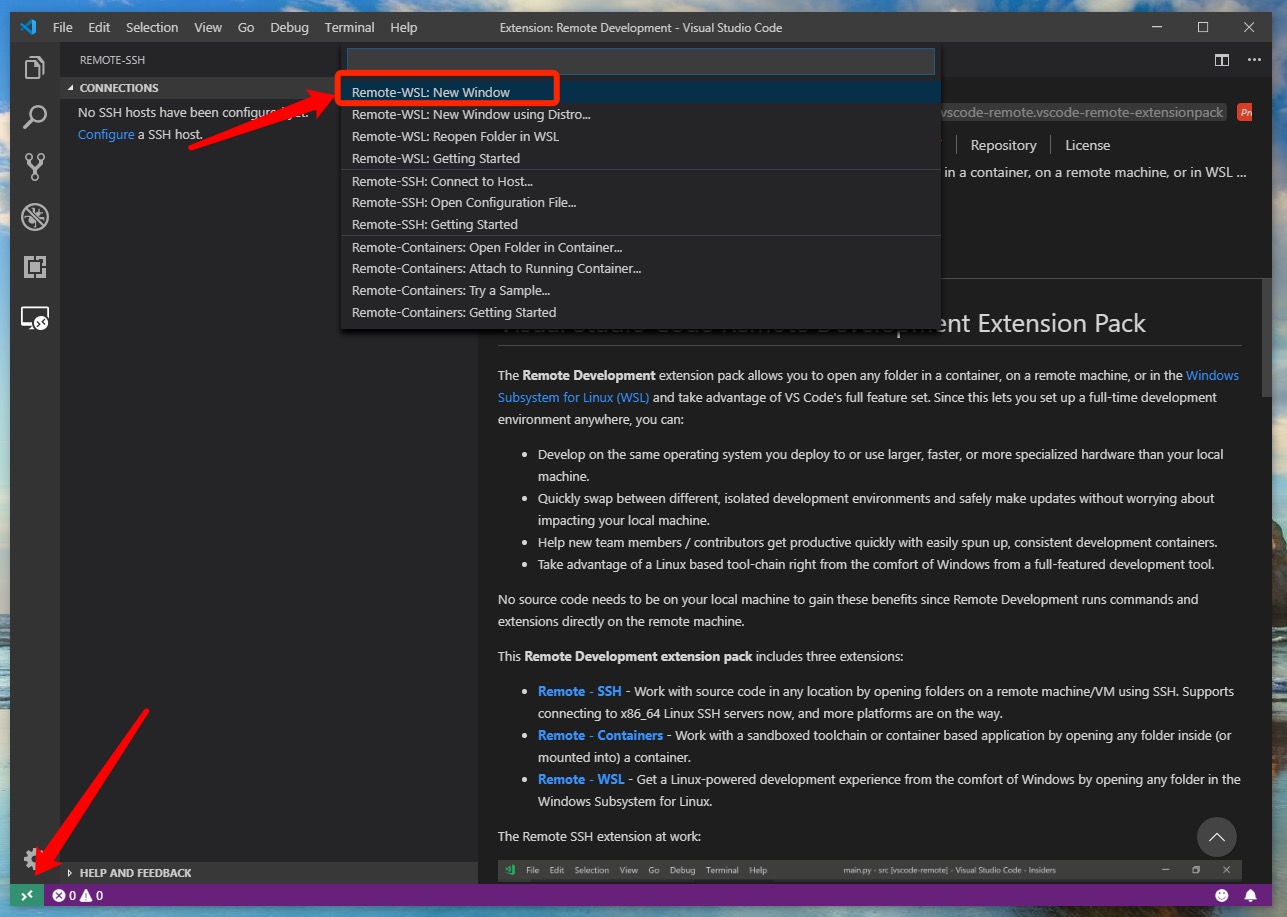 File Edit Selection View Go Debug Terminal Help Extension: Remote Development - Visual Studio Code
REMOTE-SSH
CONNECTIONS
No SSH hosts have been configured yet.
Configure a SSH host.
Remote-WSL: New Window
Remote-WSL: New Window using Distro...
Remote-WSL: Reopen Folder in WSL
Remote-WSL: Getting Started
Remote-SSH: Connect to Host...
Remote-SSH: Open Configuration File...
Remote-SSH: Getting Started
Remote-Containers: Open Folder in Container...
Remote-Containers: Attach to Running Container...
Remote-Containers: Try a Sample...
Remote-Containers: Getting Started
vscode-remote.vscode-remote-extensionpack Pr
Repository License
in a container, on a remote machine, or in WSL ...
Visual Studio Code Remote Development Extension Pack
The Remote Development extension pack allows you to open any folder in a container, on a remote machine, or in the Windows
Subsystem for Linux (WSL) and take advantage of VS Code's full feature set. Since this lets you set up a full-time development
environment anywhere, you can:
• Develop on the same operating system you deploy to or use larger, faster, or more specialized hardware than your local
machine.
• Quickly swap between different, isolated development environments and safely make updates without worrying about
impacting your local machine.
• Help new team members / contributors get productive quickly with easily spun up, consistent development containers.
• Take advantage of a Linux based tool-chain right from the comfort of Windows from a full-featured development tool.
No source code needs to be on your local machine to gain these benefits since Remote Development runs commands and
extensions directly on the remote machine.
This Remote Development extension pack includes three extensions:
• Remote - SSH - Work with source code in any location by opening folders on a remote machine/VM using SSH. Supports
connecting to x86_64 Linux SSH servers now, and more platforms are on the way.
• Remote - Containers - Work with a sandboxed toolchain or container based application by opening any folder inside (or
mounted into) a container.
• Remote - WSL - Get a Linux-powered development experience from the comfort of Windows by opening any folder in the
Windows Subsystem for Linux.
The Remote SSH extension at work:
File Edit Selection View Go Debug Terminal Help main.py - src [vscode-remote] - Visual Studio Code - Insiders
HELP AND FEEDBACK
0 0